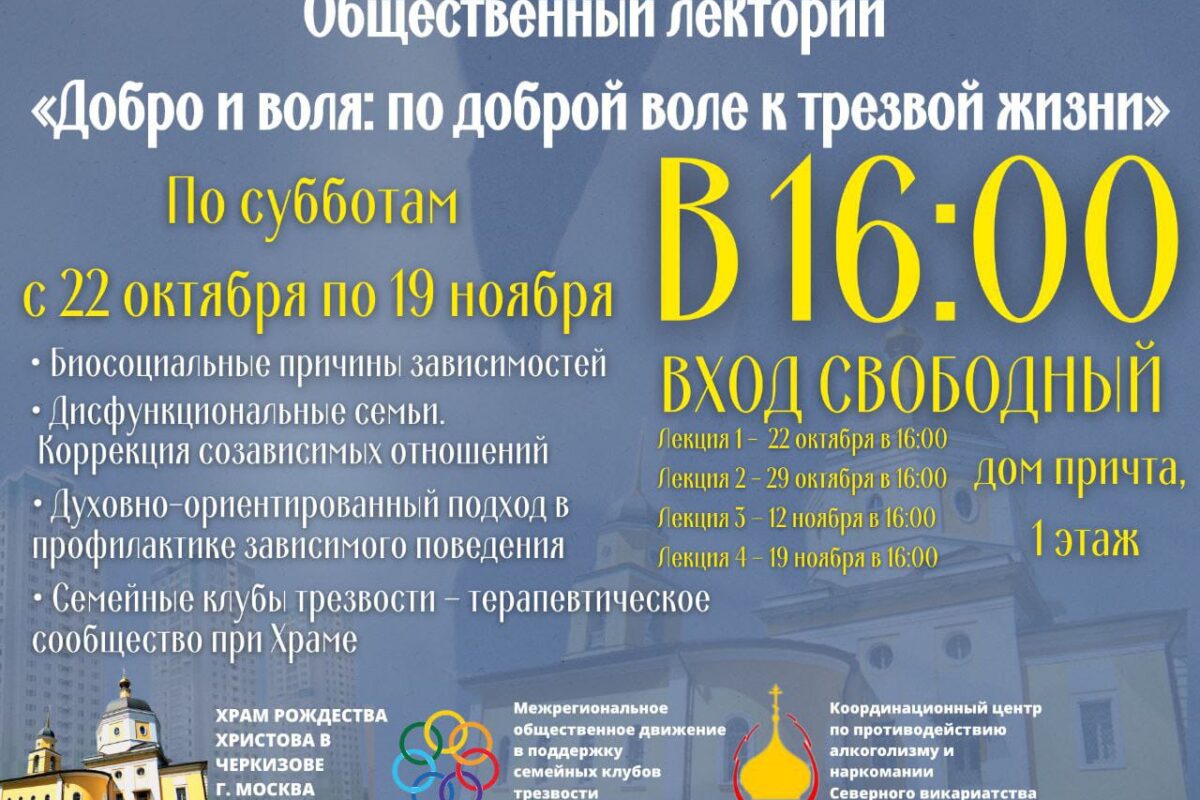 Общественный лекторий
«Добро и воля: по доброй воле к трезвой жизни»
По субботам
с 22 октября по 19 ноября
В 16:00
ВХОД СВОБОДНЫЙ
• Биосоциальные причины зависимостей
• Дисфункциональные семьи.
Коррекция созависимых отношений
• Духовно-ориентированный подход в
профилактике зависимого поведения
• Семейные клубы трезвости – терапевтическое
сообщество при Храме
Лекция 1 – 22 октября в 16:00
Лекция 2 – 29 октября в 16:00
Лекция 3 – 12 ноября в 16:00
Лекция 4 – 19 ноября в 16:00
дом причта,
1 этаж
ХРАМ РОЖДЕСТВА
ХРИСТОВА В
ЧЕРКИЗОВЕ
Г. МОСКВА
Межрегиональное
общественное движение
в поддержку
семейных клубов
трезвости
Координационный центр
по противодействию
алкоголизму и
наркомании
Северного викариатства